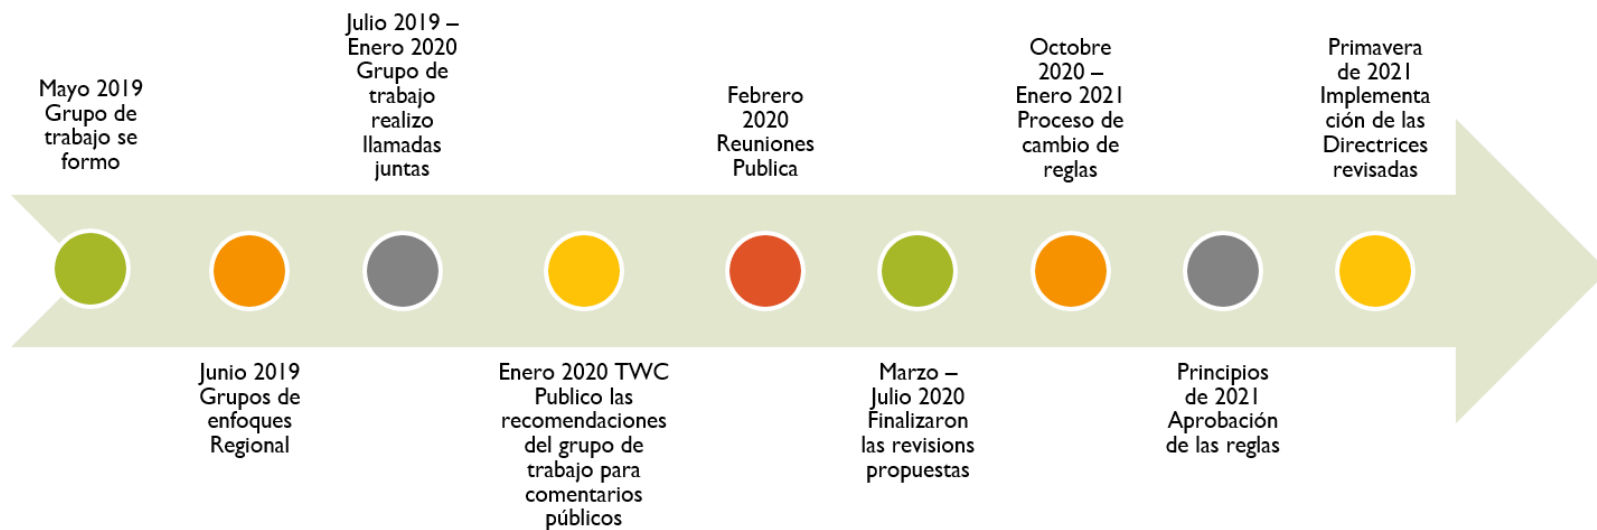 Mayo 2019
Grupo de
trabajo se
formo
Junio 2019
Grupos de
enfoques
Regional
Julio 2019 –
Enero 2020
Grupo de
trabajo
realizo
llamadas
juntas
Enero 2020 TWC
Publico las
recomendaciones
del grupo de
trabajo para
comentarios
públicos
Febrero
2020
Reuniones
Publica
Marzo –
Julio 2020
Finalizaron
las revisions
propuestas
Octobre
2020 –
Enero 2021
Proceso de
cambio de
reglas
Principios
de 2021
Aprobación
de las reglas
Primavera
de 2021
Implementa
ción de las
Directrices
revisadas